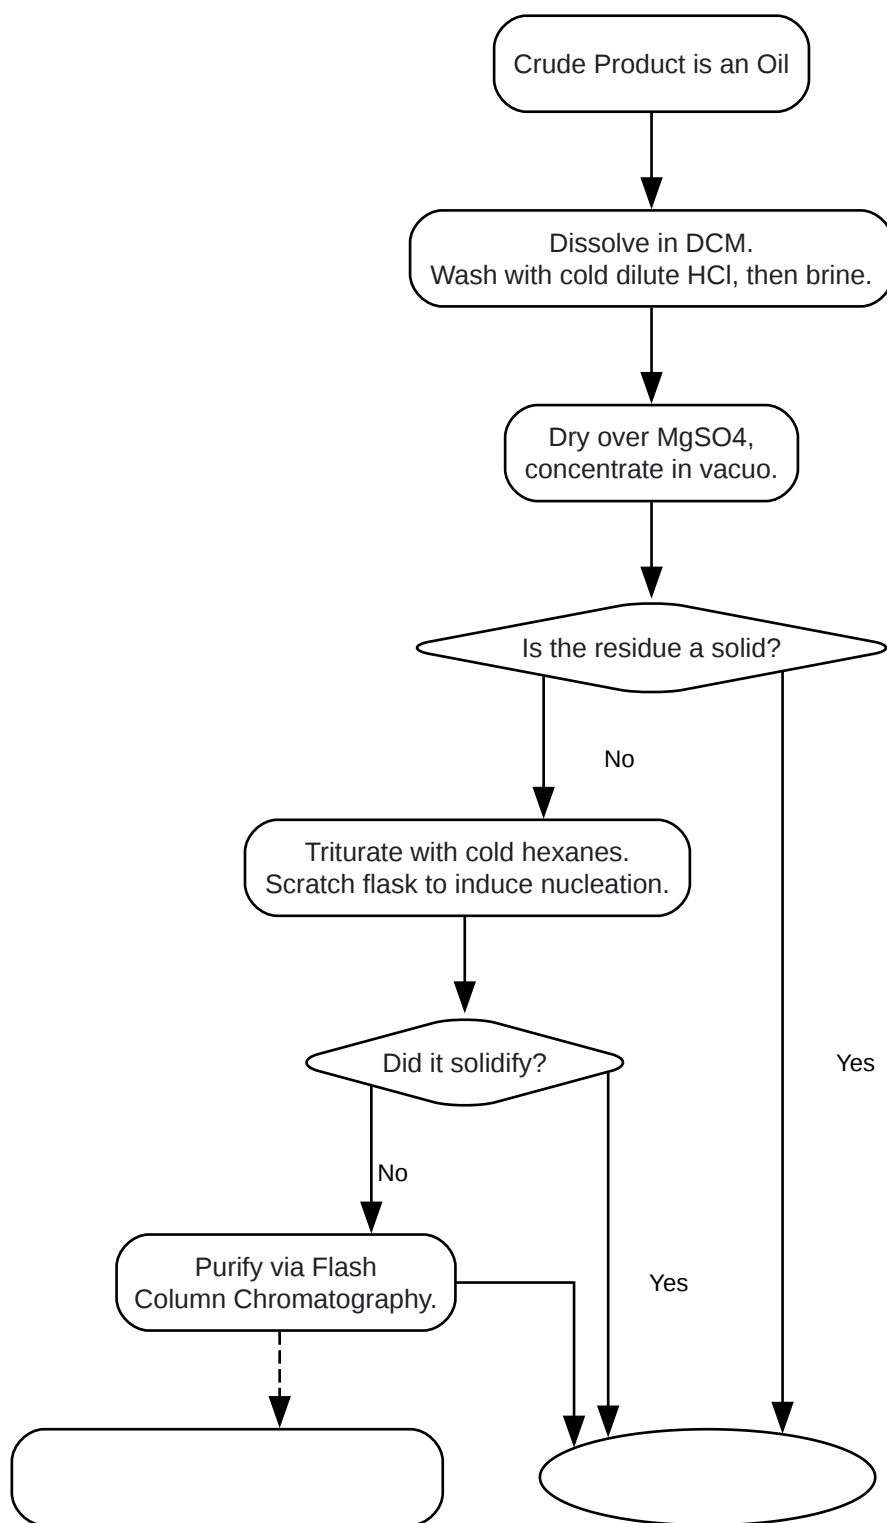 Crude Product is an Oil
Dissolve in DCM.
Wash with cold dilute HCl, then brine.
Dry over MgSO4,
concentrate in vacuo.
Is the residue a solid?
No
Triturate with cold hexanes.
Scratch flask to induce nucleation.
Did it solidify?
Yes
No
Purify via Flash
Column Chromatography.
Yes